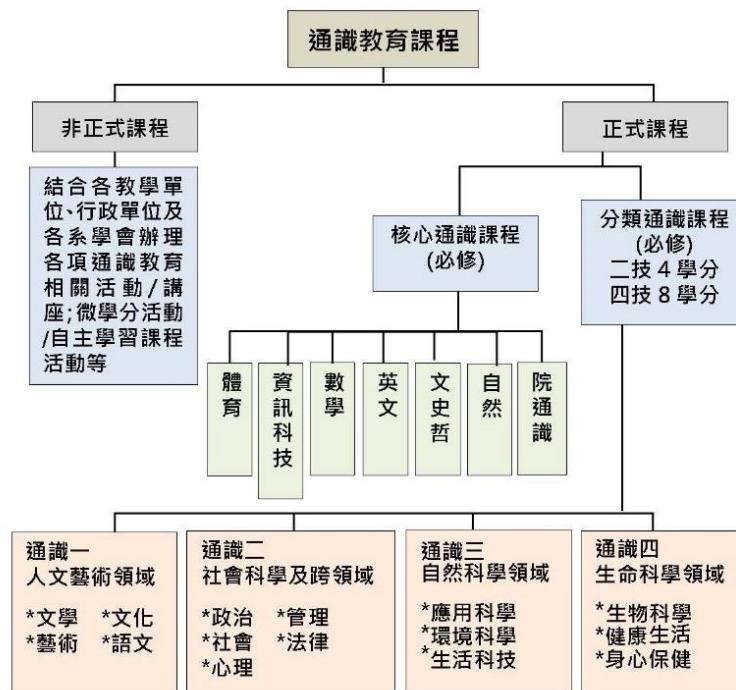 通識教育課程
非正式課程
正式課程
結合各教學單
位、行政單位及
各系學會辦理
各項通識教育
相關活動/講
座;微學分活動
/自主學習課程
活動等
核心通識課程
(必修)
分類通識課程
(必修)
二技 4 學分
四技 8 學分
體育
資訊科技
數學
英文
文史哲
自然
院通識
通識一
人文藝術領域
*文學 *文化
*藝術 *語文
通識二
社會科學及跨領域
*政治 *管理
*社會 *法律
*心理
通識三
自然科學領域
*應用科學
*環境科學
*生活科技
通識四
生命科學領域
*生物科學
*健康生活
*身心保健